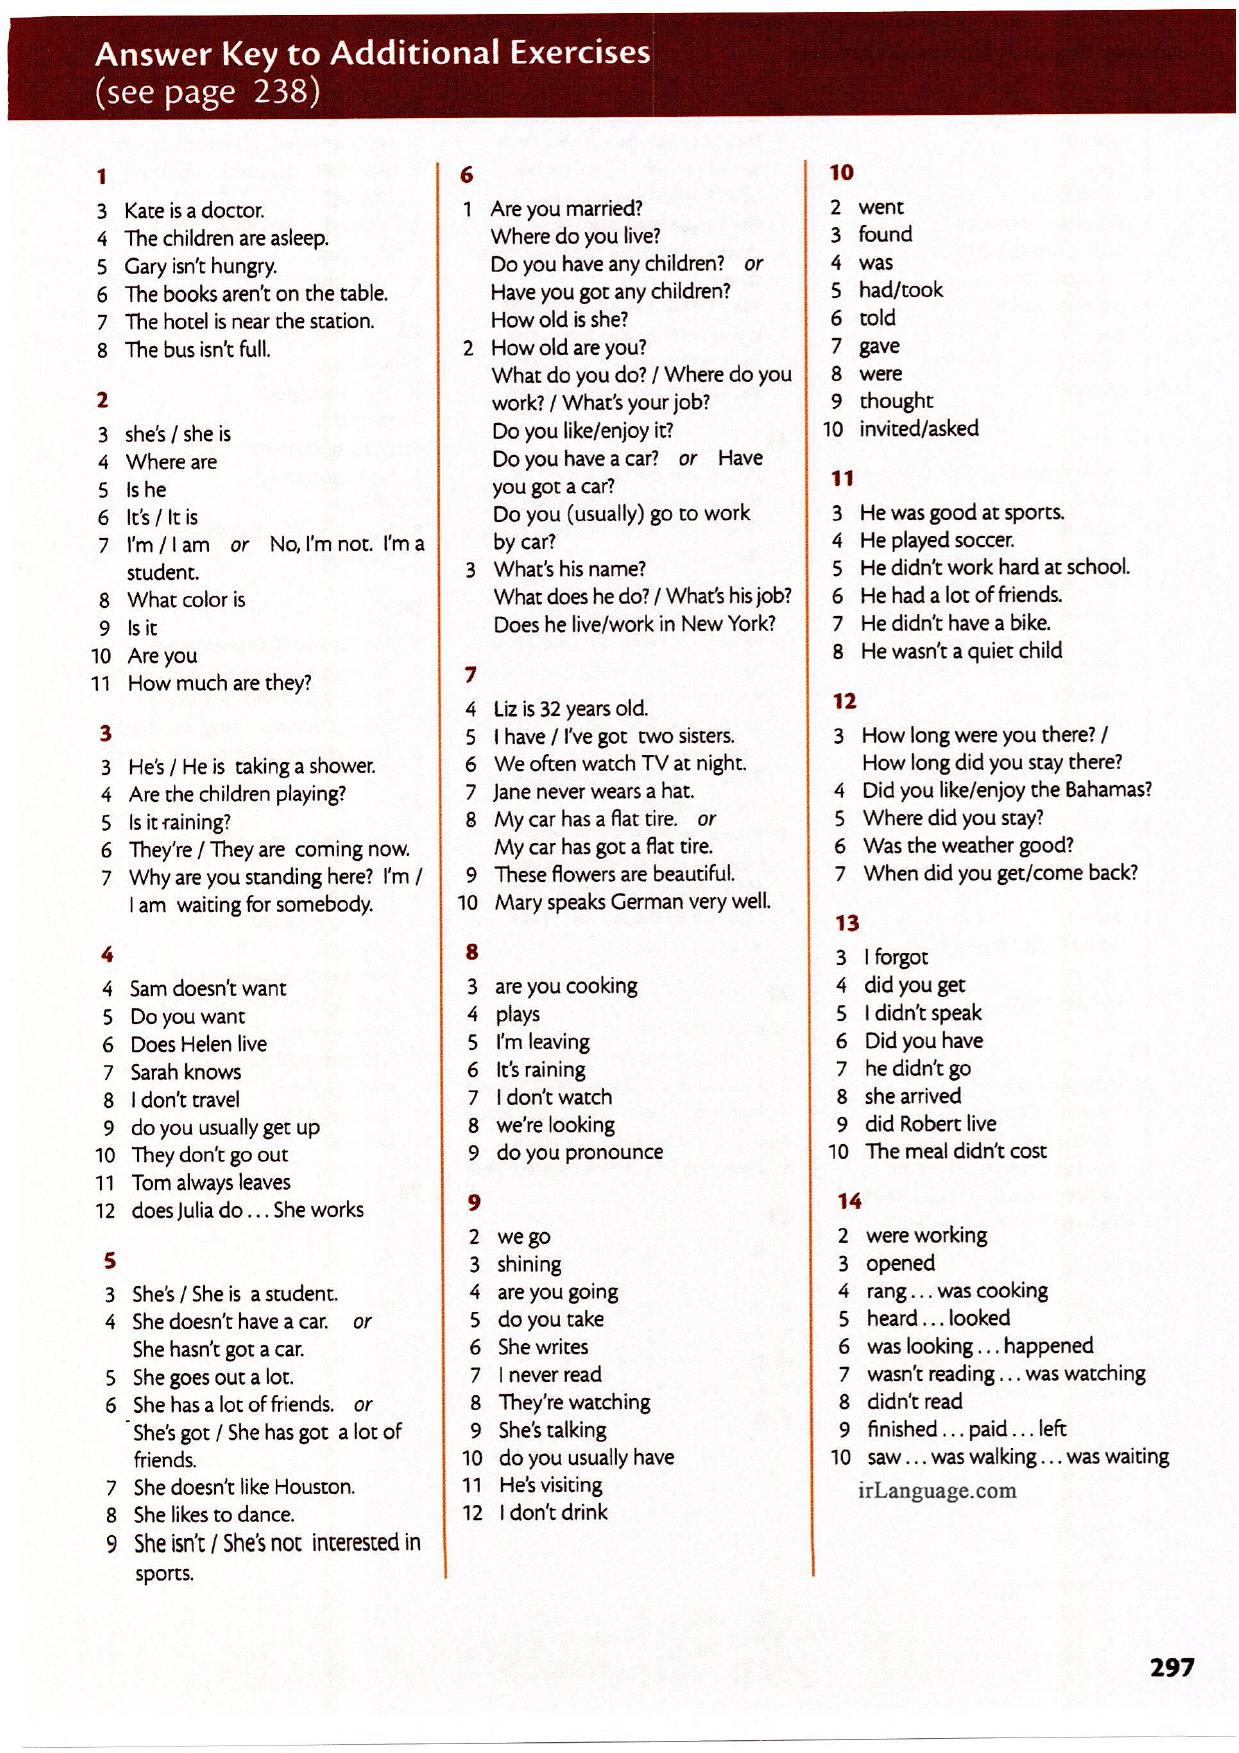 Answer Key to Additional Exercises
(see page 238)
1
3 Kate is a doctor.
4 The children are asleep.
5 Gary isn't hungry.
6 The books aren't on the table.
7 The hotel is near the station.
8 The bus isn't full.
2
3 she's / she is
4 Where are
5 Is he
6 It's / It is
7 I'm / I am or No, I'm not. I'm a
student.
8 What color is
9 Is it
10 Are you
11 How much are they?
3
3 He's / He is taking a shower.
4 Are the children playing?
5 Is it raining?
6 They're / They are coming now.
7 Why are you standing here? I'm /
I am waiting for somebody.
4
4 Sam doesn't want
5 Do you want
6 Does Helen live
7 Sarah knows
8 I don't travel
9 do you usually get up
10 They don't go out
11 Tom always leaves
12 does Julia do ... She works
5
3 She's / She is a student.
4 She doesn't have a car. or
She hasn't got a car.
5 She goes out a lot.
6 She has a lot of friends. or
She's got / She has got a lot of
friends.
7 She doesn't like Houston.
8 She likes to dance.
9 She isn't / She's not interested in
sports.
6
1 Are you married?
Where do you live?
Do you have any children? or
Have you got any children?
How old is she?
2 How old are you?
What do you do? / Where do you
work? / What's your job?
Do you like/enjoy it?
Do you have a car? or Have
you got a car?
Do you (usually) go to work
by car?
3 What's his name?
What does he do? / What's his job?
Does he live/work in New York?
7
4 Liz is 32 years old.
5 I have / I've got two sisters.
6 We often watch TV at night.
7 Jane never wears a hat.
8 My car has a flat tire. or
My car has got a flat tire.
9 These flowers are beautiful.
10 Mary speaks German very well.
8
3 are you cooking
4 plays
5 I'm leaving
6 It's raining
7 I don't watch
8 we're looking
9 do you pronounce
9
2 we go
3 shining
4 are you going
5 do you take
6 She writes
7 I never read
8 They're watching
9 She's talking
10 do you usually have
11 He's visiting
12 I don't drink
10
2 went
3 found
4 was
5 had/took
6 told
7 gave
8 were
9 thought
10 invited/asked
11
3 He was good at sports.
4 He played soccer.
5 He didn't work hard at school.
6 He had a lot of friends.
7 He didn't have a bike.
8 He wasn't a quiet child
12
3 How long were you there? /
How long did you stay there?
4 Did you like/enjoy the Bahamas?
5 Where did you stay?
6 Was the weather good?
7 When did you get/come back?
13
3 I forgot
4 did you get
5 I didn't speak
6 Did you have
7 he didn't go
8 she arrived
9 did Robert live
10 The meal didn't cost
14
2 were working
3 opened
4 rang ... was cooking
5 heard ... looked
6 was looking ... happened
7 wasn't reading ... was watching
8 didn't read
9 finished ... paid ... left
10 saw ... was walking ... was waiting
irLanguage.com
297